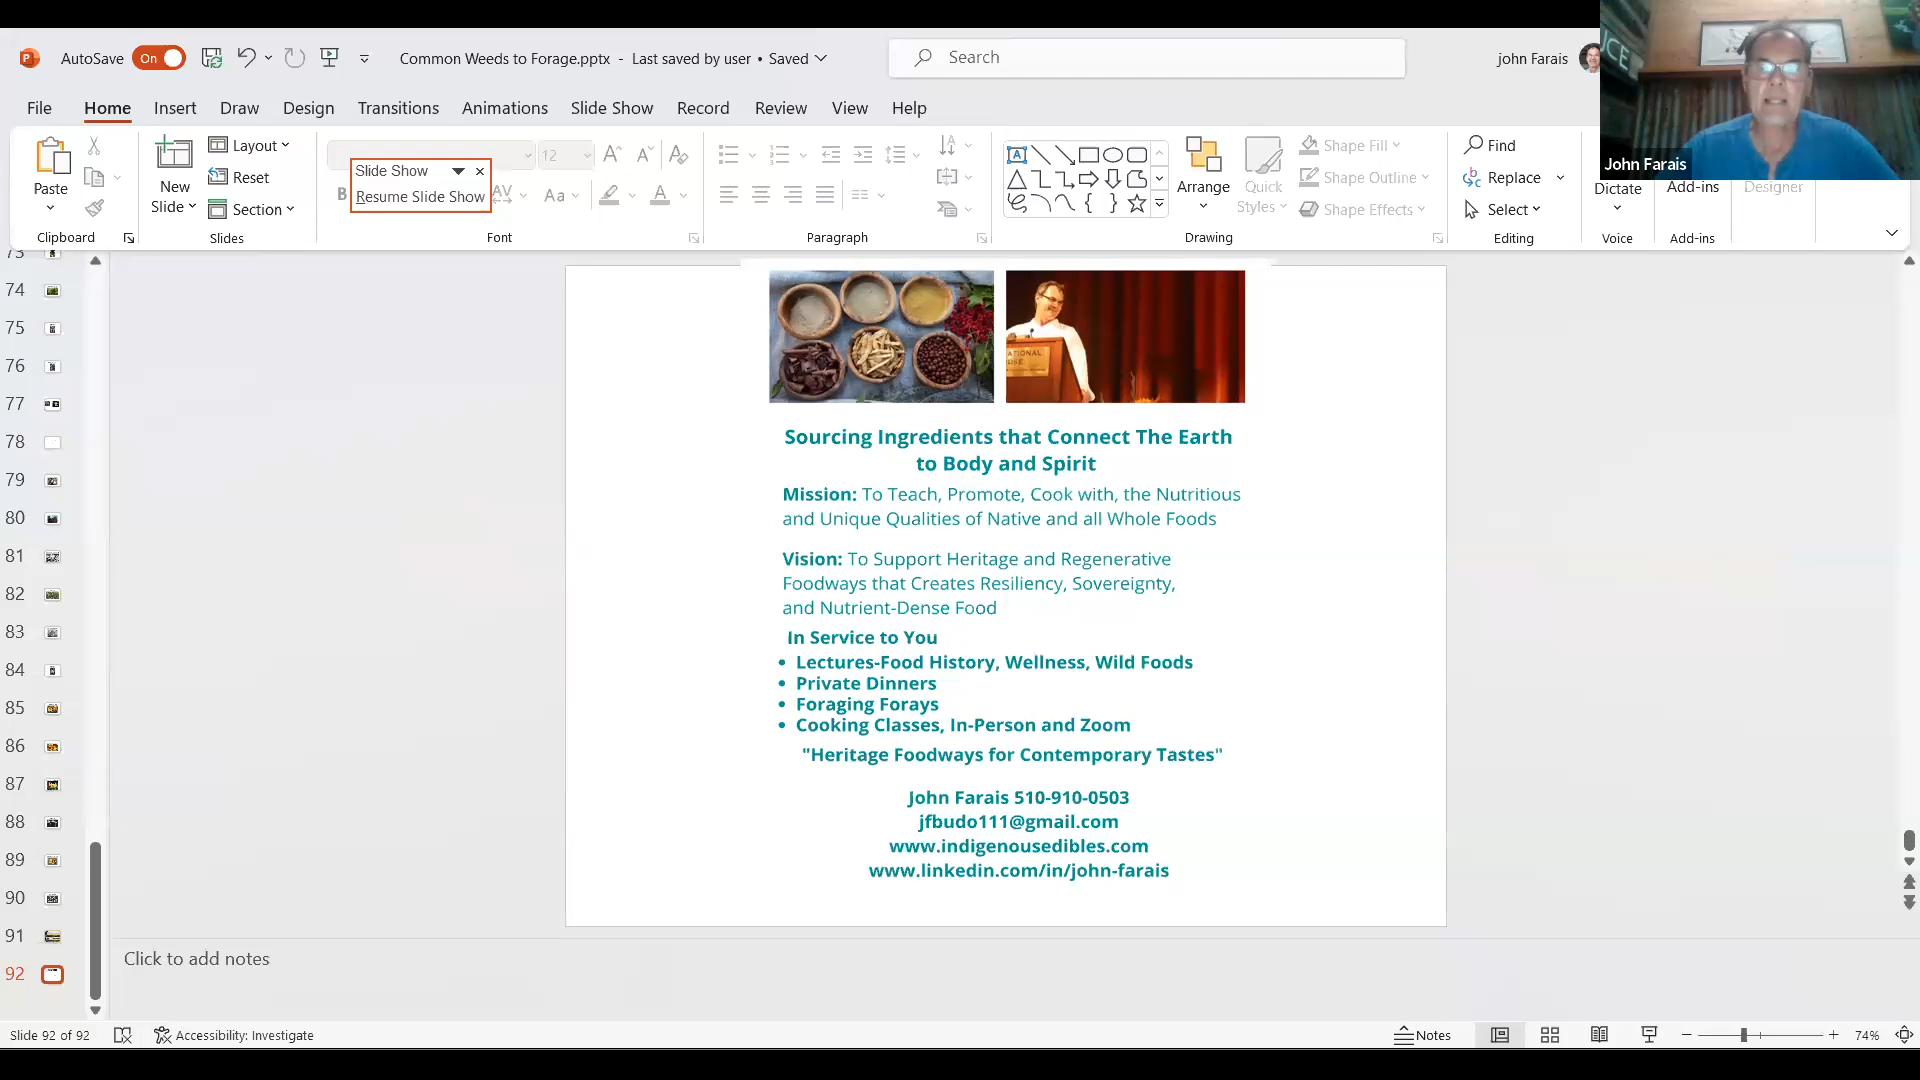 AutoSave On Common Weeds to Forage.pptx - Last saved by user • Saved Search john Farais
File Home Insert Draw Design Transitions Animations Slide Show Record Review View Help
CE
John Farais
Paste
New Slide
Layout
Reset
Section
12
Slide Show
Resume Slide Show
B
Aa
A
Arrange
Quick Styles
Shape Fill
Shape Outline
Shape Effects
Find
Replace
Select
Dictate
Add-ins
Designer
Clipboard Slides Font Paragraph Drawing Editing Voice Add-ins
73
74
75
76
77
78
79
80
81
82
83
84
85
86
87
88
89
90
91
92
ATIONAL
Sourcing Ingredients that Connect The Earth
to Body and Spirit
Mission: To Teach, Promote, Cook with, the Nutritious
and Unique Qualities of Native and all Whole Foods
Vision: To Support Heritage and Regenerative
Foodways that Creates Resiliency, Sovereignty,
and Nutrient-Dense Food
In Service to You
• Lectures-Food History, Wellness, Wild Foods
• Private Dinners
• Foraging Forays
• Cooking Classes, In-Person and Zoom
"Heritage Foodways for Contemporary Tastes"
John Farais 510-910-0503
jfbudo111@gmail.com
www.indigenousedibles.com
www.linkedin.com/in/john-farais
Click to add notes
Slide 92 of 92 Accessibility: Investigate Notes 74%